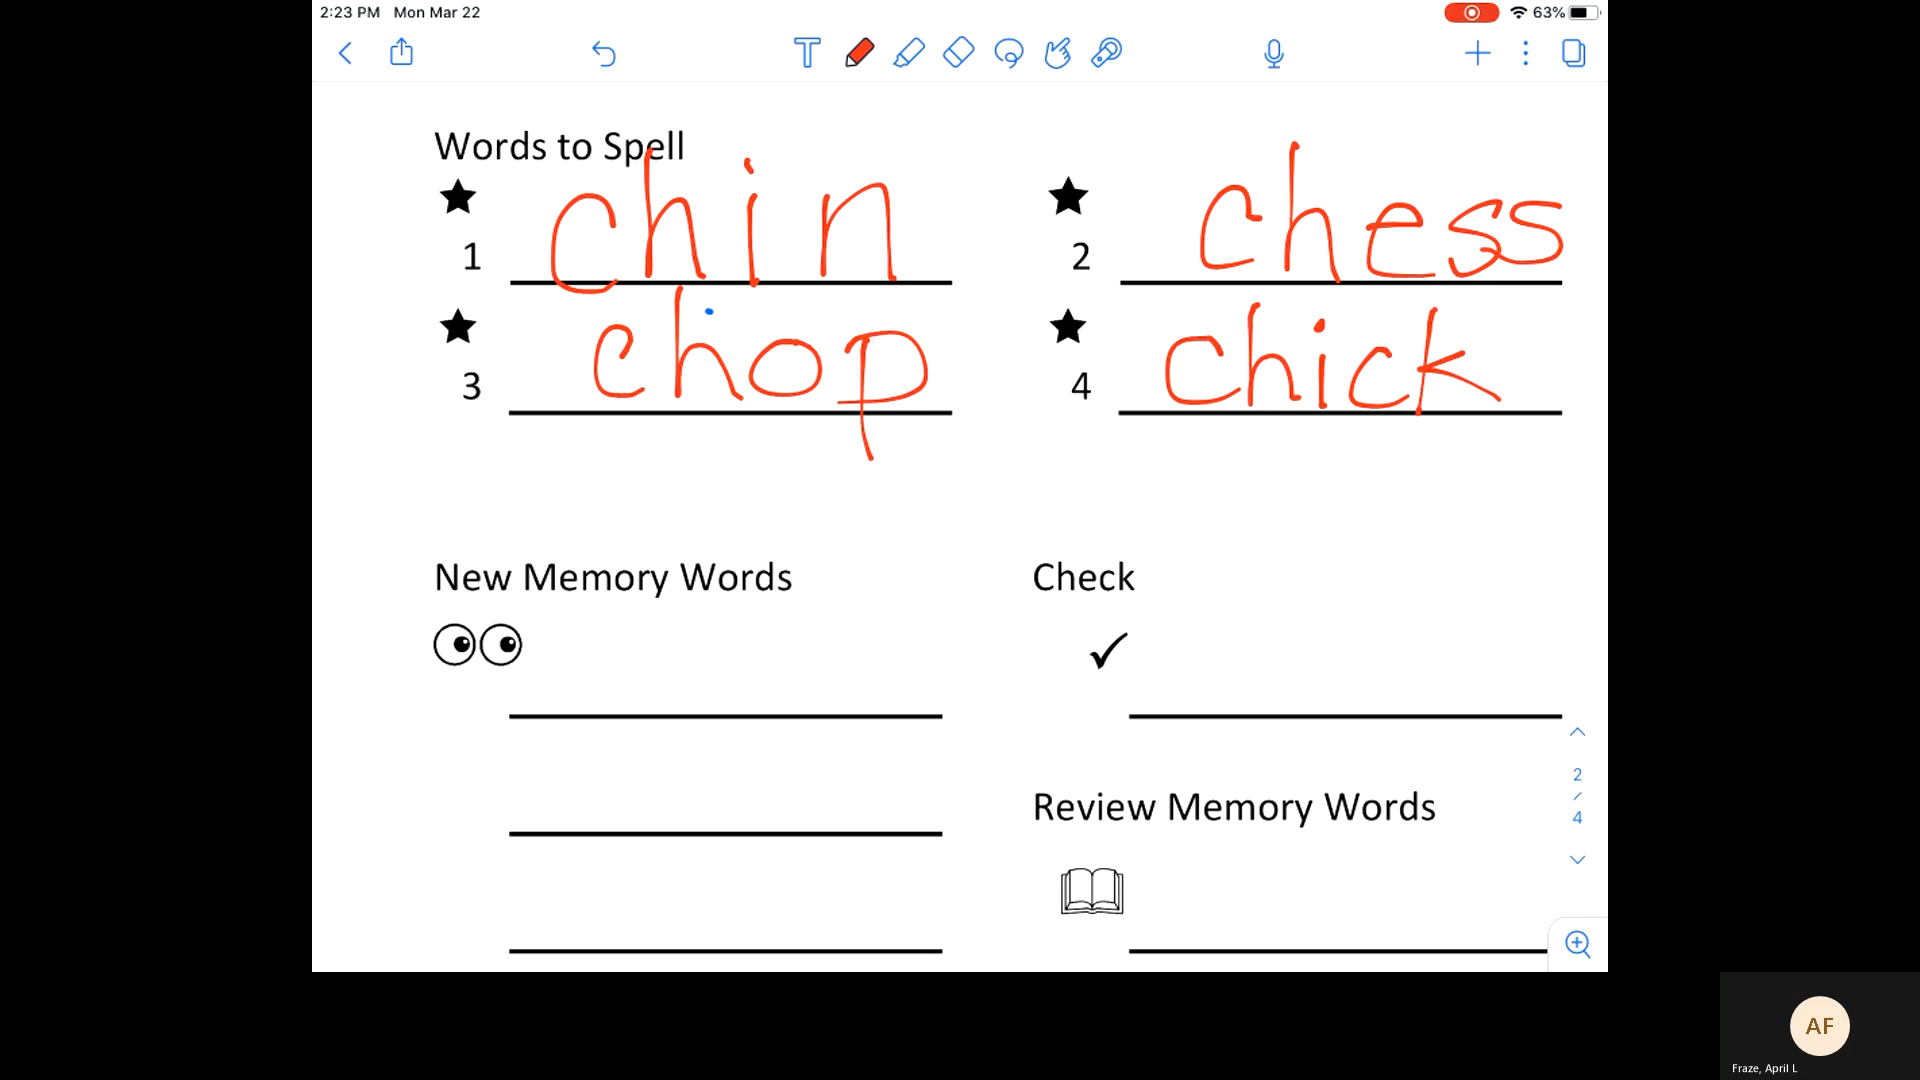 2:23 PM Mon Mar 22 63%
Words to Spell
1 chin 2 chess
3 chop 4 chick
New Memory Words Check
Review Memory Words
2
/
4
AF
Fraze, April L